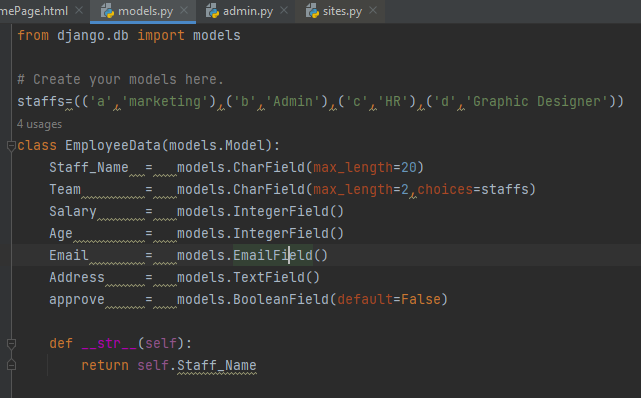 mePage.html × models.py × admin.py × sites.py ×
from django.db import models
# Create your models here.
staffs=(('a','marketing'),('b','Admin'),('c','HR'),('d','Graphic Designer'))
4 usages
class EmployeeData(models.Model):
    Staff_Name  =   models.CharField(max_length=20)
    Team        =   models.CharField(max_length=2,choices=staffs)
    Salary      =   models.IntegerField()
    Age         =   models.IntegerField()
    Email       =   models.EmailField()
    Address     =   models.TextField()
    approve     =   models.BooleanField(default=False)
    def __str__(self):
        return self.Staff_Name